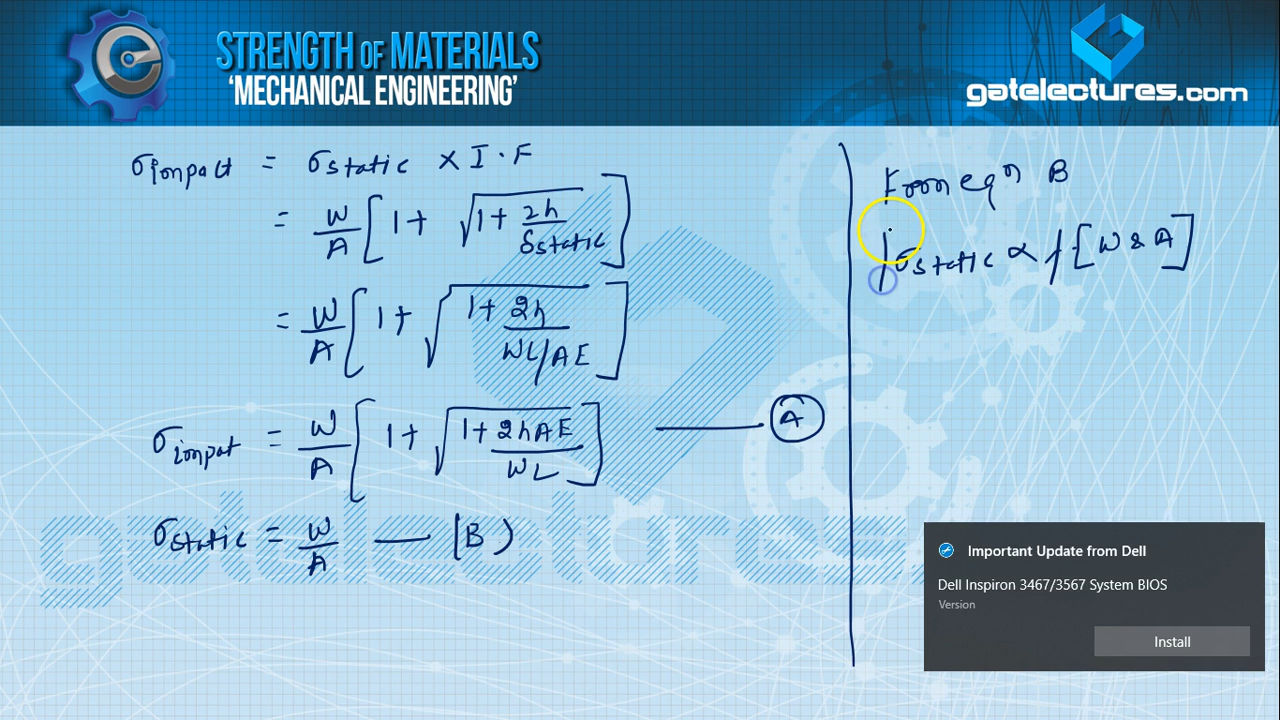 STRENGTH OF MATERIALS
'MECHANICAL ENGINEERING'
gatelectures.com
σimpact = σstatic × I.F
= W/A [1+ √(1+ 2h/δstatic)]
= W/A [1+ √(1+ 2h/(WL/AE))]
σimpat = W/A [1+ √(1+ 2hAE/WL)] —— (A)
σstatic = W/A —— (B)
From eqn B
σstatic ∝ f [W & A]
Important Update from Dell
Dell Inspiron 3467/3567 System BIOS
Version
Install
gatelectures